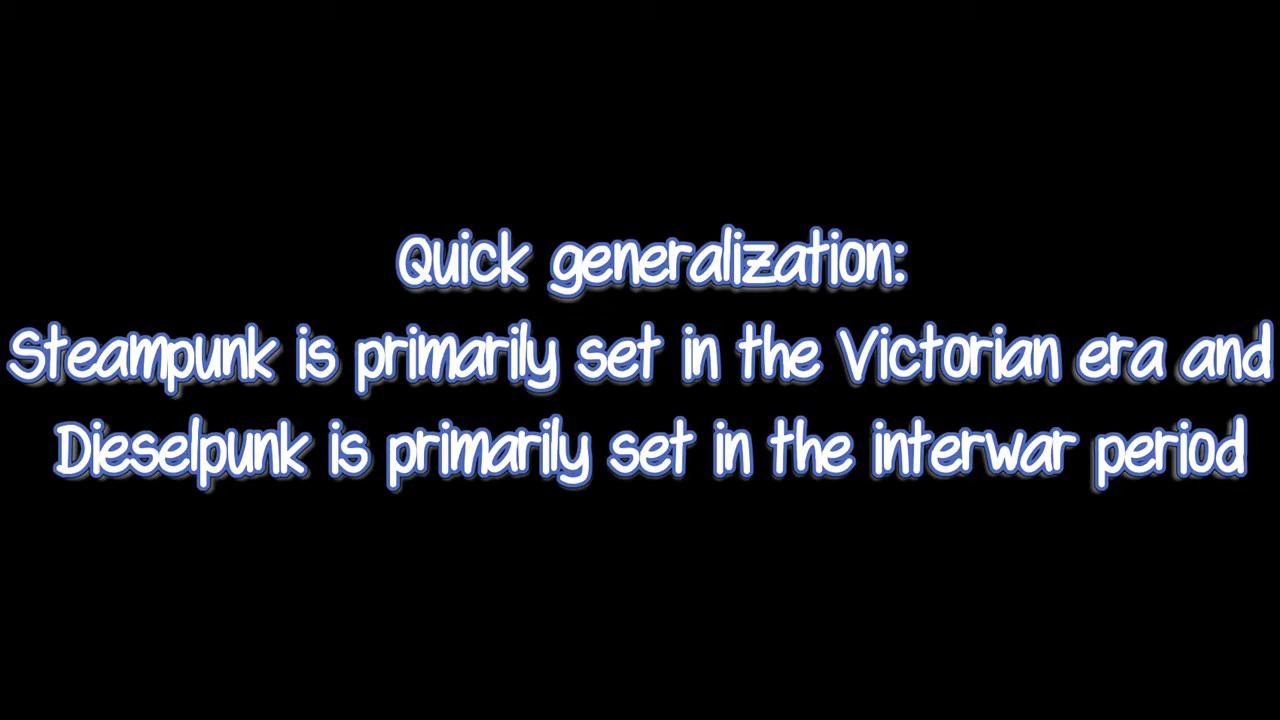 Quick generalization:
Steampunk is primarily set in the Victorian era and
Dieselpunk is primarily set in the interwar period